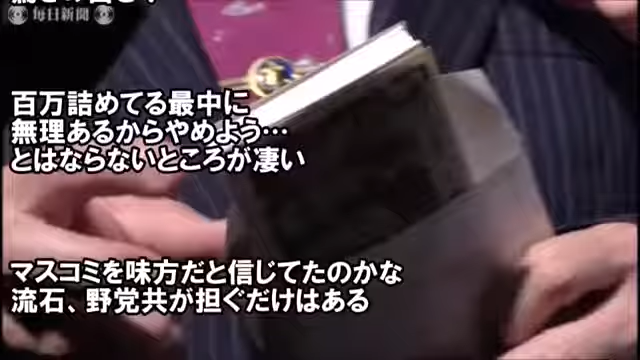 毎日新聞
百万詰めてる最中に
無理あるからやめよう…
とはならないところが凄い
マスコミを味方だと信じてたのかな
流石、野党共が担ぐだけはある